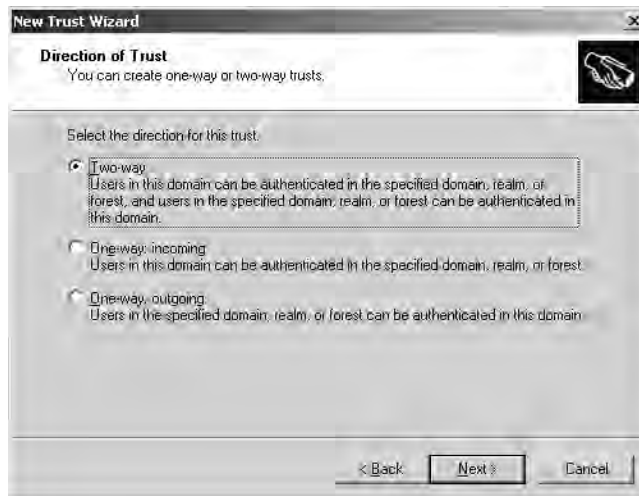 New Trust Wizard
Direction of Trust
You can create one-way or two-way trusts.
Select the direction for this trust.
Two-way
Users in this domain can be authenticated in the specified domain, realm, or
forest, and users in the specified domain, realm, or forest can be authenticated in
this domain.
One-way: incoming
Users in this domain can be authenticated in the specified domain, realm, or forest.
One-way: outgoing
Users in the specified domain, realm, or forest can be authenticated in this domain.
< Back Next > Cancel